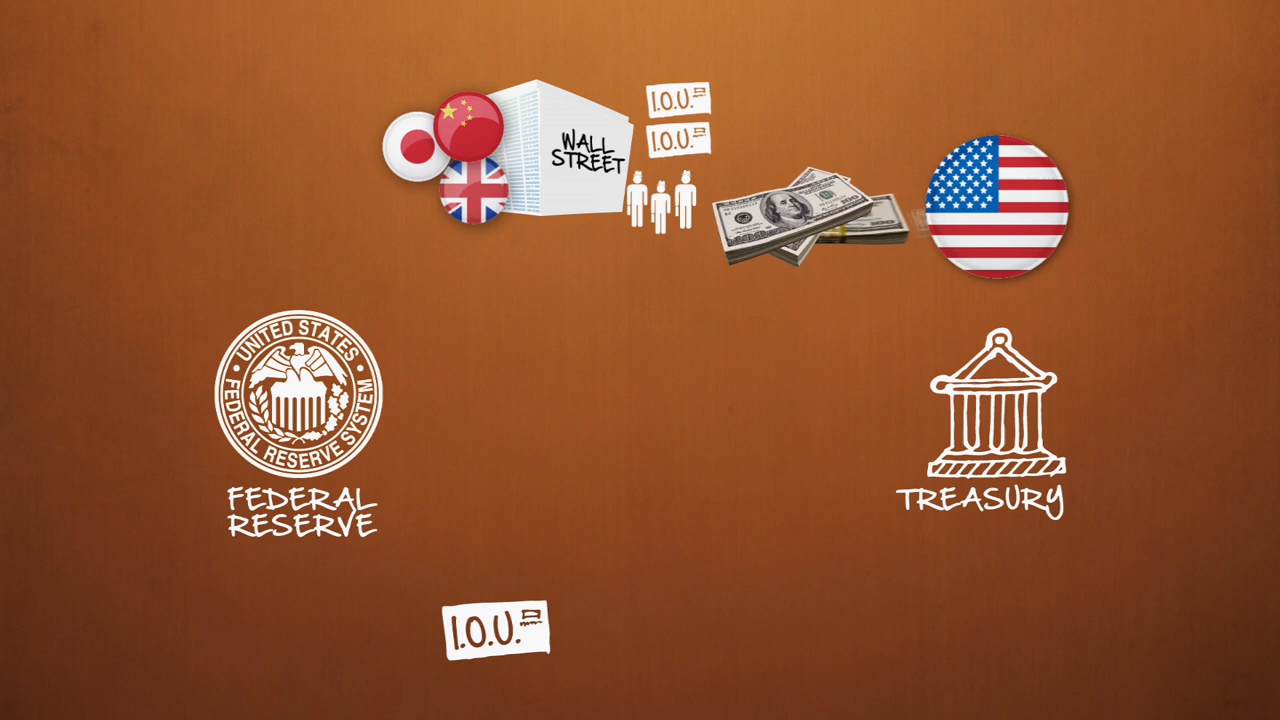 I.O.U.
I.O.U.
WALL
STREET
UNITED STATES
FEDERAL RESERVE SYSTEM
FEDERAL
RESERVE
TREASURY
I.O.U.